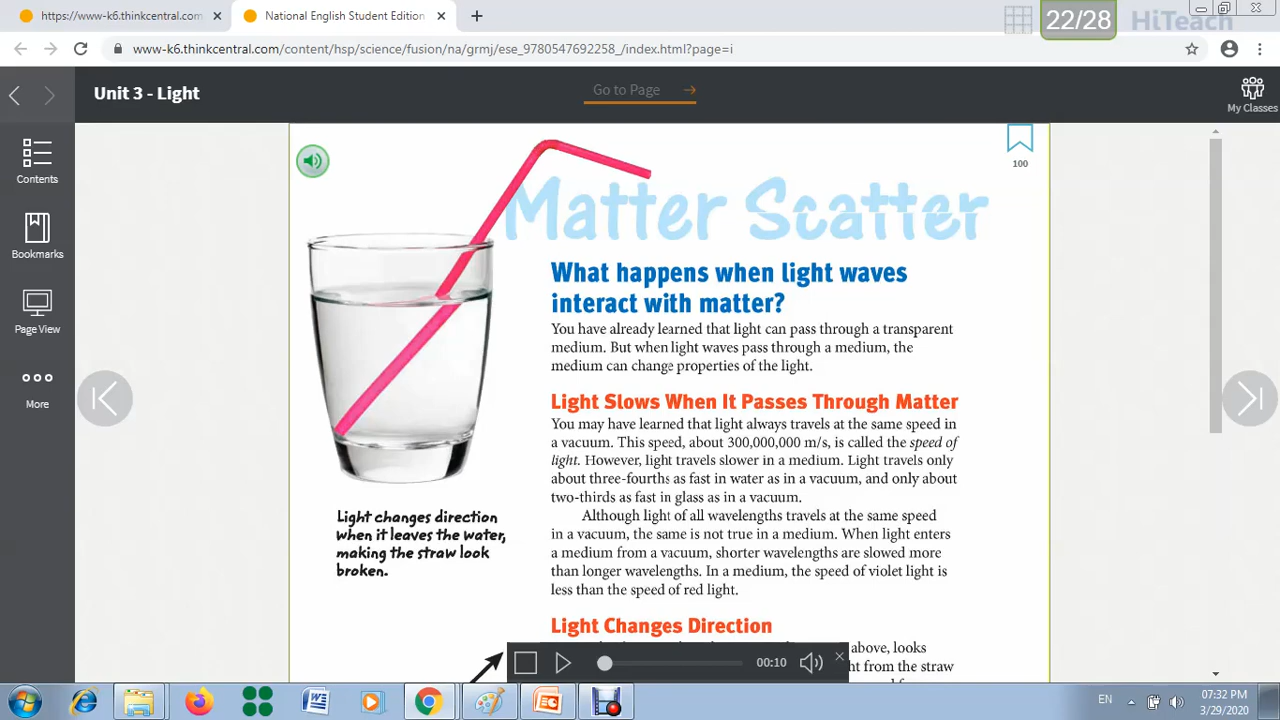 https://www-k6.thinkcentral.com
National English Student Edition
22/28
HiTeach
www-k6.thinkcentral.com/content/hsp/science/fusion/na/grmj/ese_9780547692258_/index.html?page=i
Unit 3 - Light
Go to Page
My Classes
Contents
Bookmarks
Page View
More
100
Matter Scatter
What happens when light waves
interact with matter?
You have already learned that light can pass through a transparent
medium. But when light waves pass through a medium, the
medium can change properties of the light.
Light Slows When It Passes Through Matter
You may have learned that light always travels at the same speed in
a vacuum. This speed, about 300,000,000 m/s, is called the speed of
light. However, light travels slower in a medium. Light travels only
about three-fourths as fast in water as in a vacuum, and only about
two-thirds as fast in glass as in a vacuum.
Although light of all wavelengths travels at the same speed
in a vacuum, the same is not true in a medium. When light enters
a medium from a vacuum, shorter wavelengths are slowed more
than longer wavelengths. In a medium, the speed of violet light is
less than the speed of red light.
Light changes direction
when it leaves the water,
making the straw look
broken.
Light Changes Direction
above, looks
from the straw
00:10
EN
07:32 PM
3/29/2020